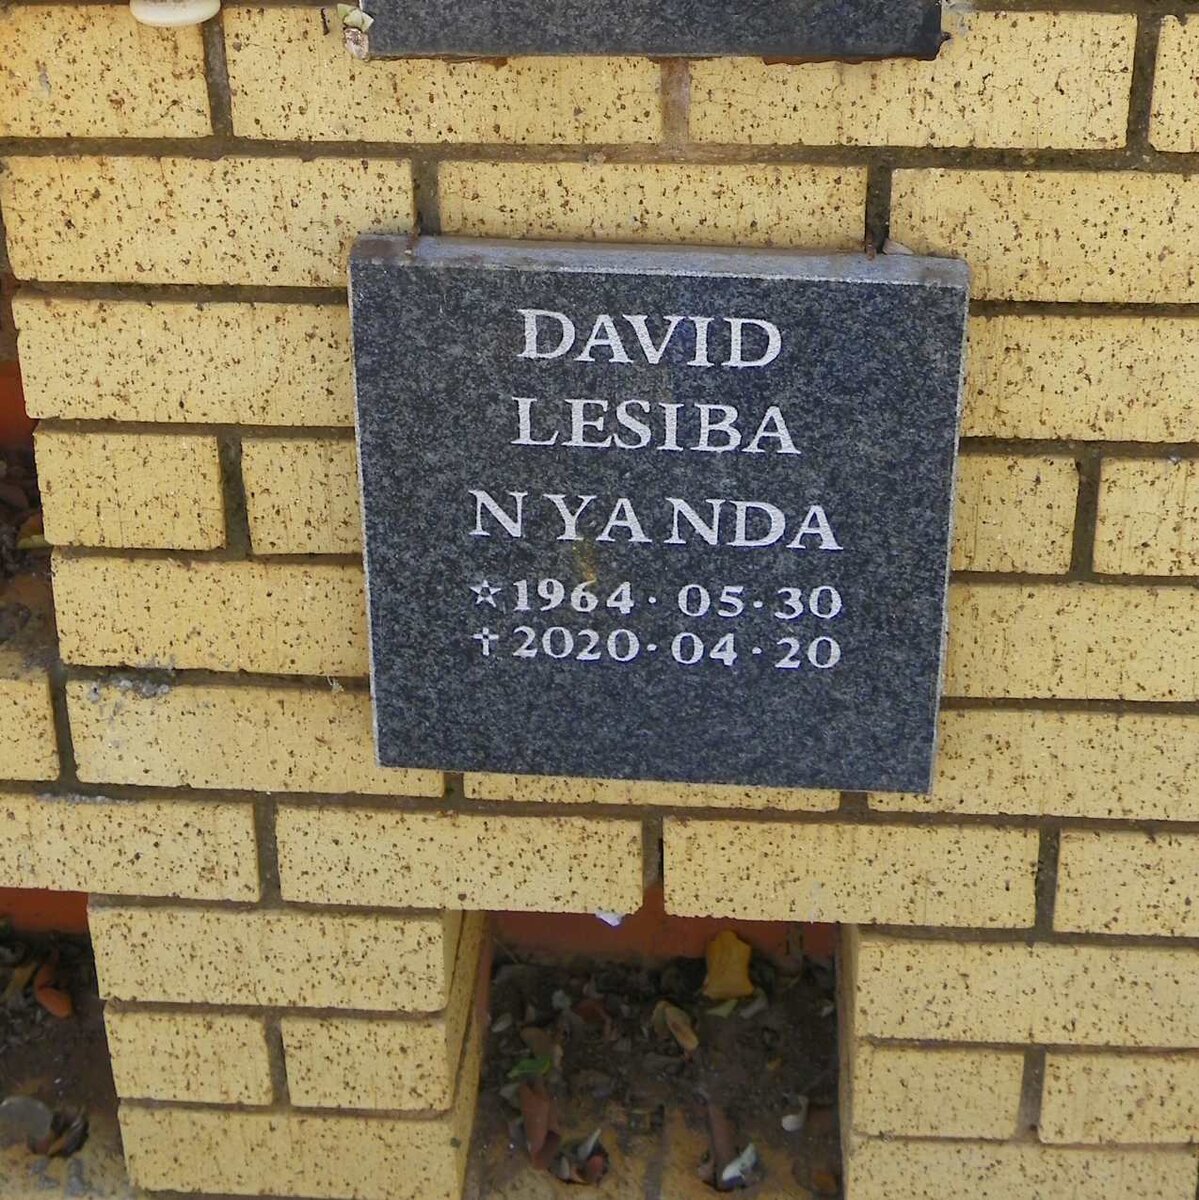 DAVID
LESIBA
NYANDA
☆1964·05·30
✝2020·04·20